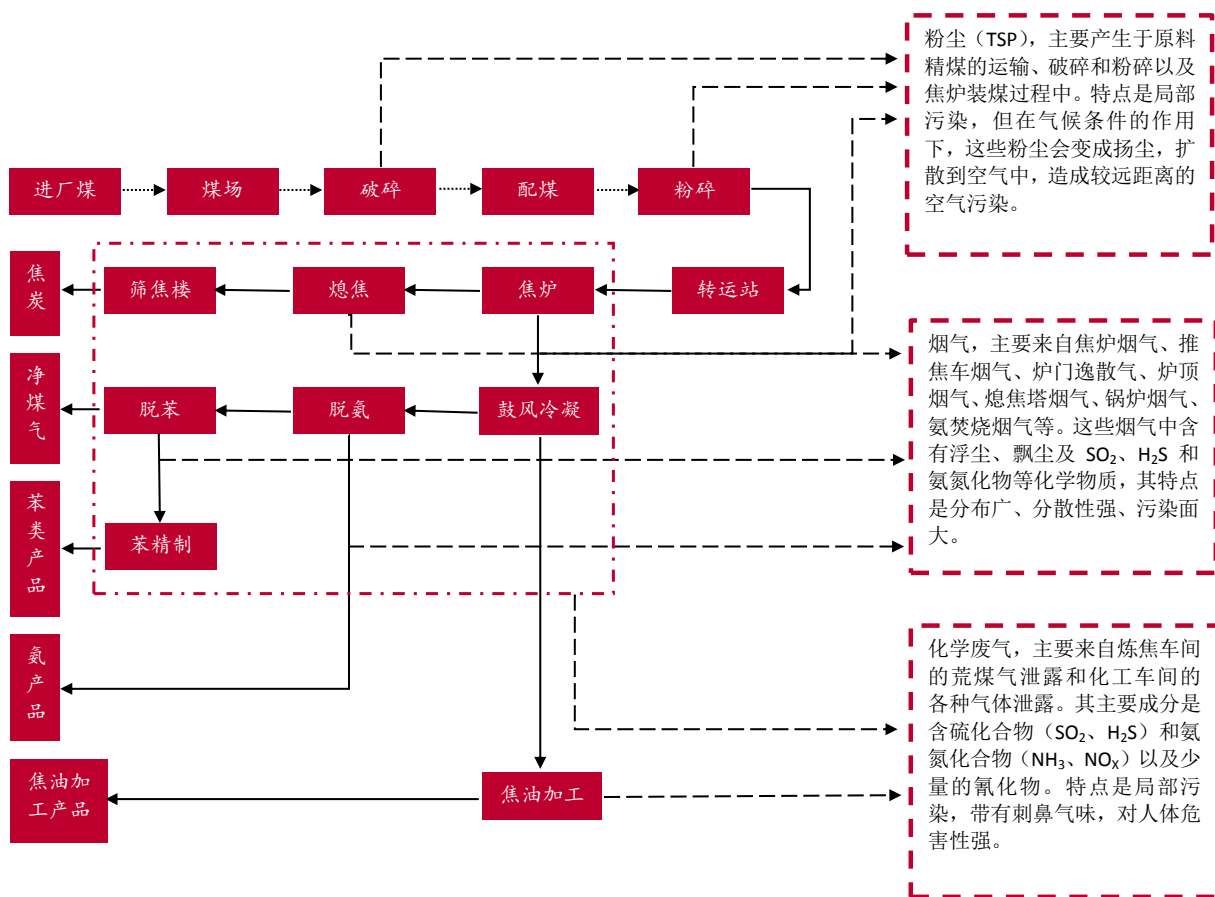 粉尘（TSP），主要产生于原料
精煤的运输、破碎和粉碎以及
焦炉装煤过程中。特点是局部
污染，但在气候条件的作用
下，这些粉尘会变成扬尘，扩
散到空气中，造成较远距离的
空气污染。
进厂煤
煤场
破碎
配煤
粉碎
焦
炭
筛焦楼
熄焦
焦炉
转运站
净
煤
气
脱苯
脱氨
鼓风冷凝
烟气，主要来自焦炉烟气、推
焦车烟气、炉门逸散气、炉顶
烟气、熄焦塔烟气、锅炉烟气、
氨焚烧烟气等。这些烟气中含
有浮尘、飘尘及 SO₂、H₂S 和
氨氮化物等化学物质，其特点
是分布广、分散性强、污染面
大。
苯
类
产
品
苯精制
氨
产
品
化学废气，主要来自炼焦车间
的荒煤气泄露和化工车间的
各种气体泄露。其主要成分是
含硫化合物（SO₂、H₂S）和氨
氮化合物（NH₃、NOₓ）以及少
量的氰化物。特点是局部污
染，带有刺鼻气味，对人体危
害性强。
焦油加
工产品
焦油加工